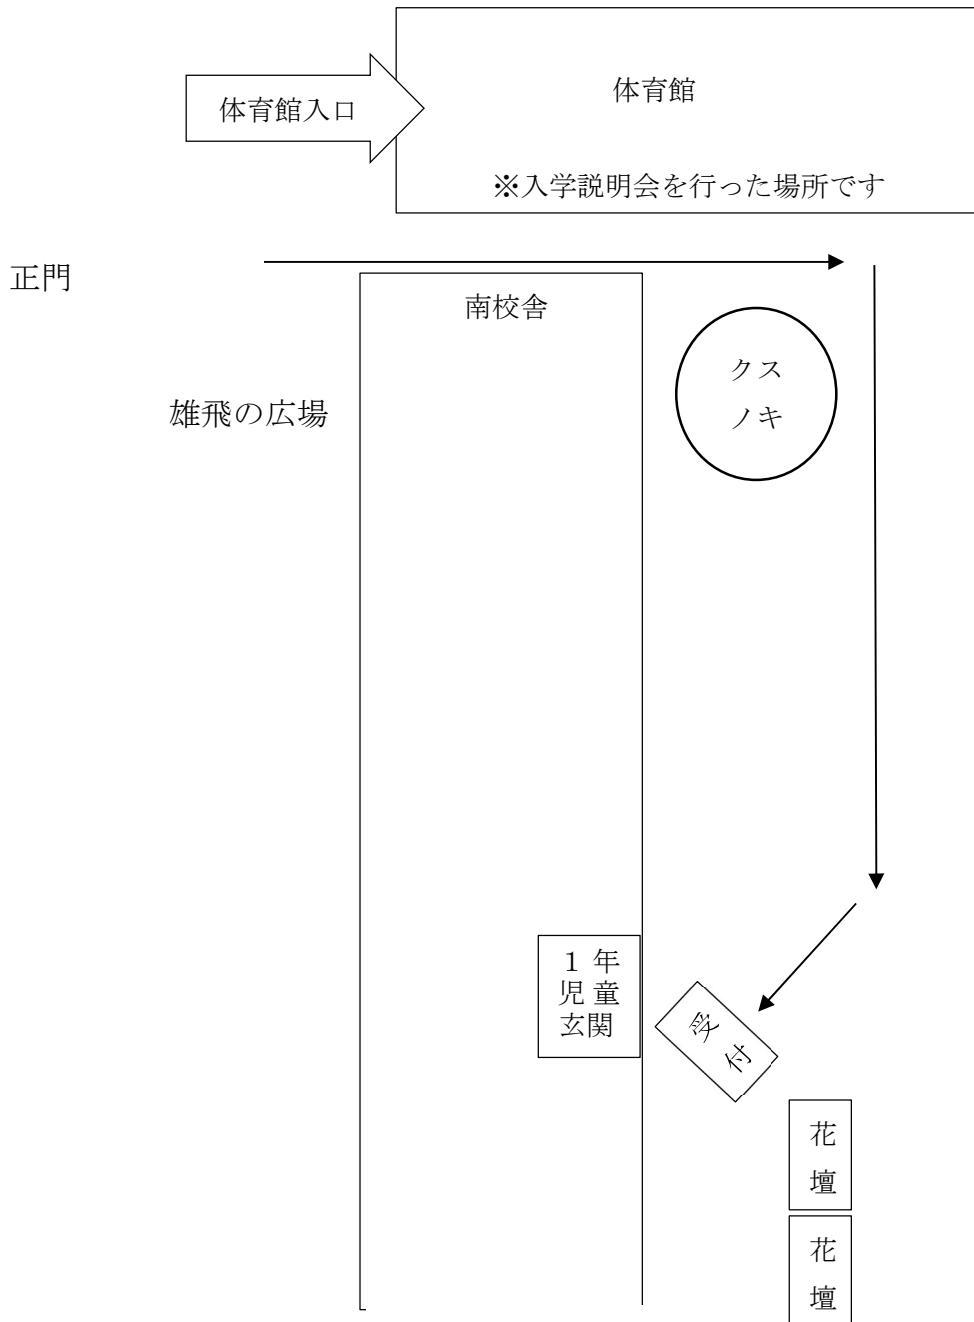 体育館
体育館入口
※入学説明会を行った場所です
正門
南校舎
クス
ノキ
雄飛の広場
１年
児童
玄関
受
付
花
壇
花
壇